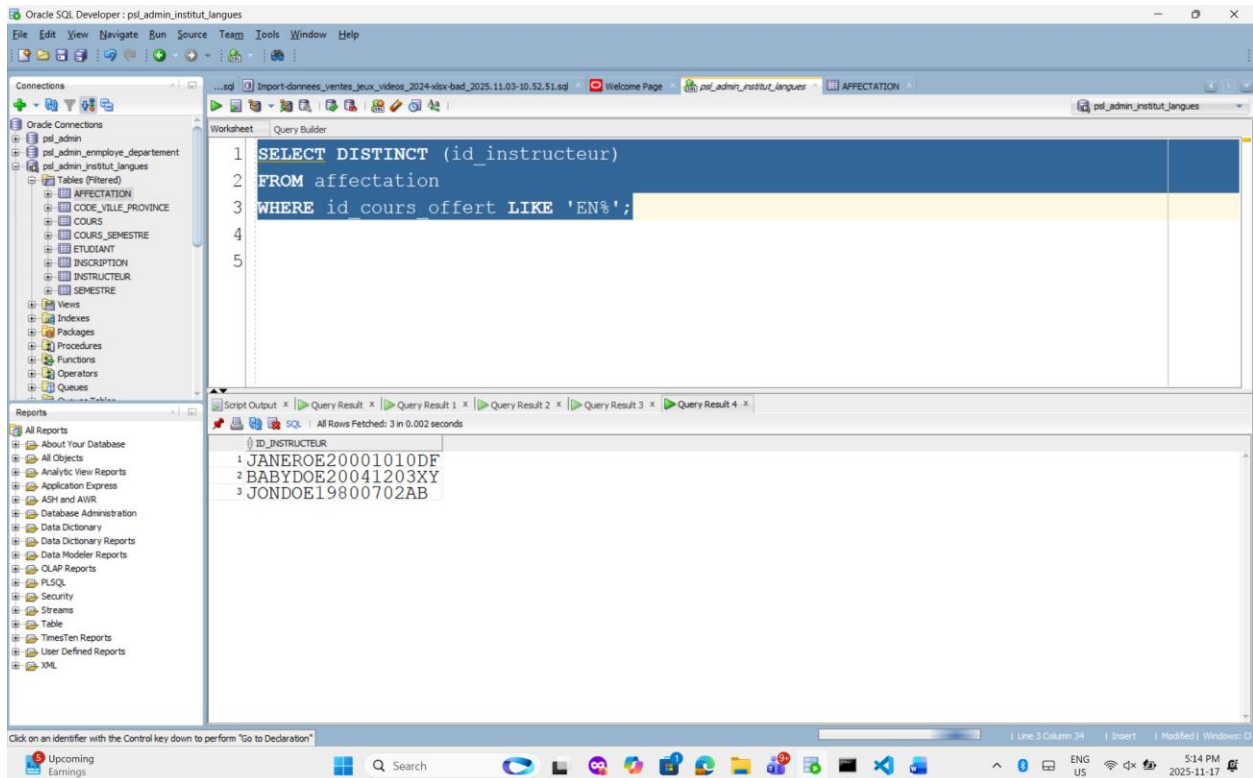 Oracle SQL Developer : psl_admin_institut_langues
File Edit View Navigate Run Source Team Tools Window Help
Connections
Oracle Connections
psl_admin
psl_admin_enmploye_departement
psl_admin_institut_langues
Tables (Filtered)
AFFECTATION
CODE_VILLE_PROVINCE
COURS
COURS_SEMESTRE
ETUDIANT
INSCRIPTION
INSTRUCTEUR
SEMESTRE
Views
Indexes
Packages
Procedures
Functions
Operators
Queues
Reports
All Reports
About Your Database
All Objects
Analytic View Reports
Application Express
ASH and AWR
Database Administration
Data Dictionary
Data Dictionary Reports
Data Modeler Reports
OLAP Reports
PLSQL
Security
Streams
Table
TimesTen Reports
User Defined Reports
XML
...sql Import-donnees_ventes_jeux_videos_2024-xlsx-bad_2025.11.03-10.52.51.sql Welcome Page psl_admin_institut_langues AFFECTATION
psl_admin_institut_langues
Worksheet Query Builder
1 SELECT DISTINCT (id_instructeur)
2 FROM affectation
3 WHERE id_cours_offert LIKE 'EN%';
4
5
Script Output Query Result Query Result 1 Query Result 2 Query Result 3 Query Result 4
SQL | All Rows Fetched: 3 in 0.002 seconds
ID_INSTRUCTEUR
1 JANEROE20001010DF
2 BABYDOE20041203XY
3 JONDOE19800702AB
Click on an identifier with the Control key down to perform "Go to Declaration"
| Line 3 Column 34 | Insert | Modified | Windows: C
5 Upcoming
Earnings
Search
ENG
US
5:14 PM
2025-11-17